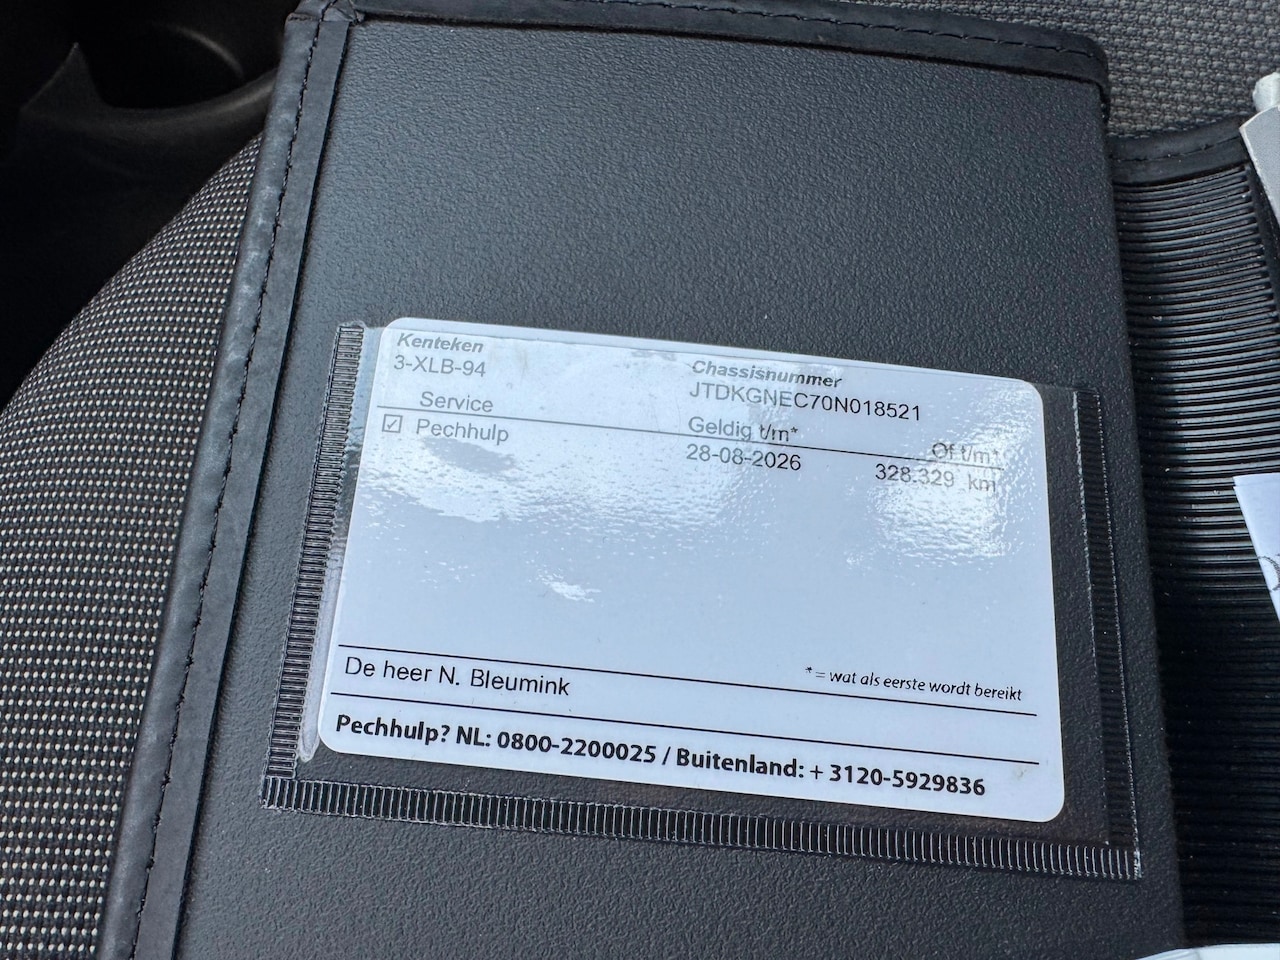 Kenteken
3-XLB-94
Chassisnummer
JTDKGNEC70N018521
Service
Geldig t/m*
Of t/m*
☑ Pechhulp
28-08-2026
328.329 km
De heer N. Bleumink
* = wat als eerste wordt bereikt
Pechhulp? NL: 0800-2200025 / Buitenland: + 3120-5929836